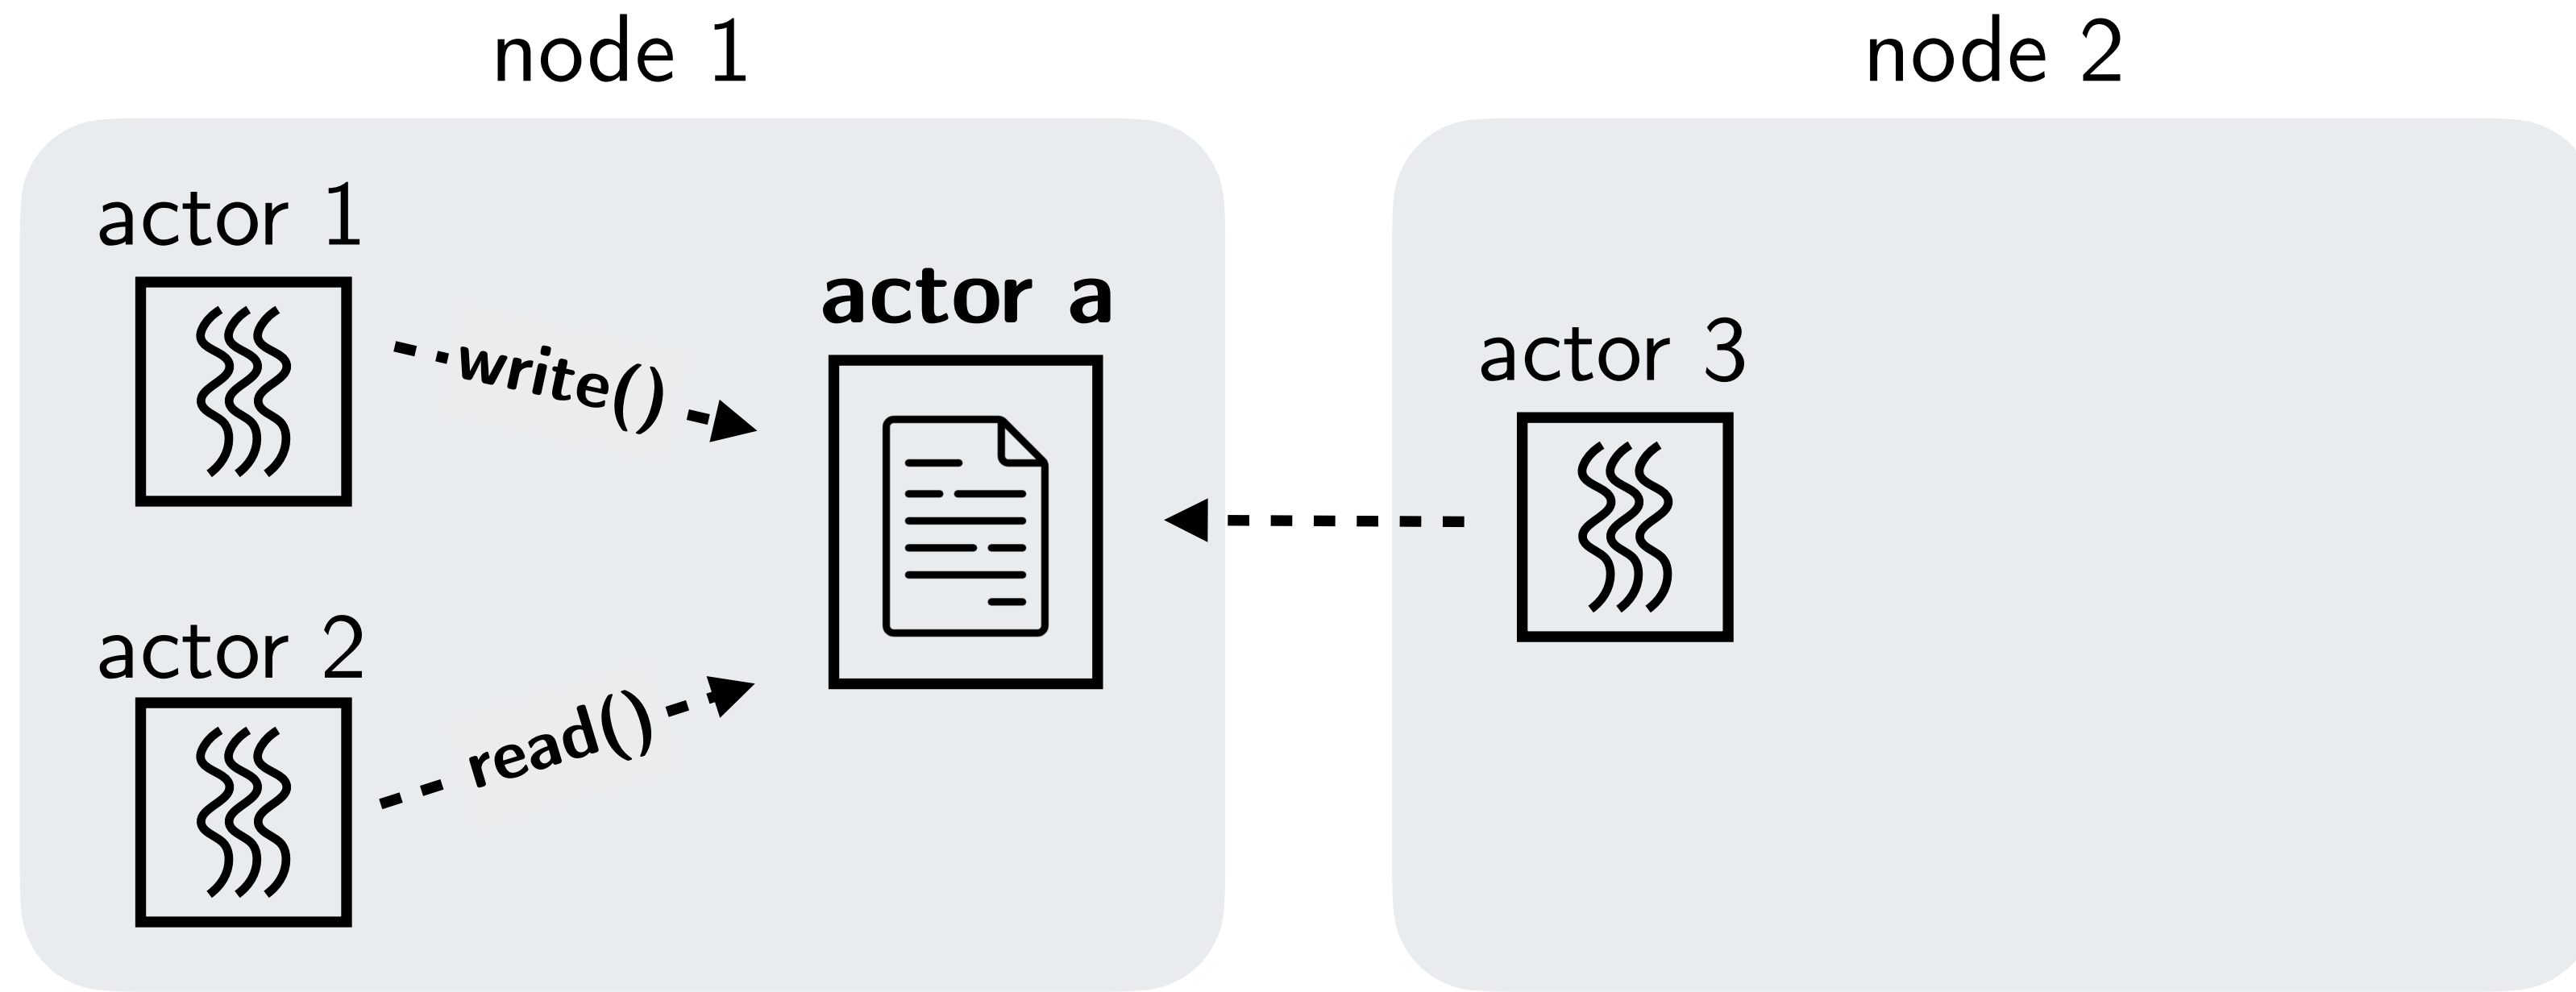 node 1
node 2
actor 1
write()
actor a
actor 2
read()
actor 3